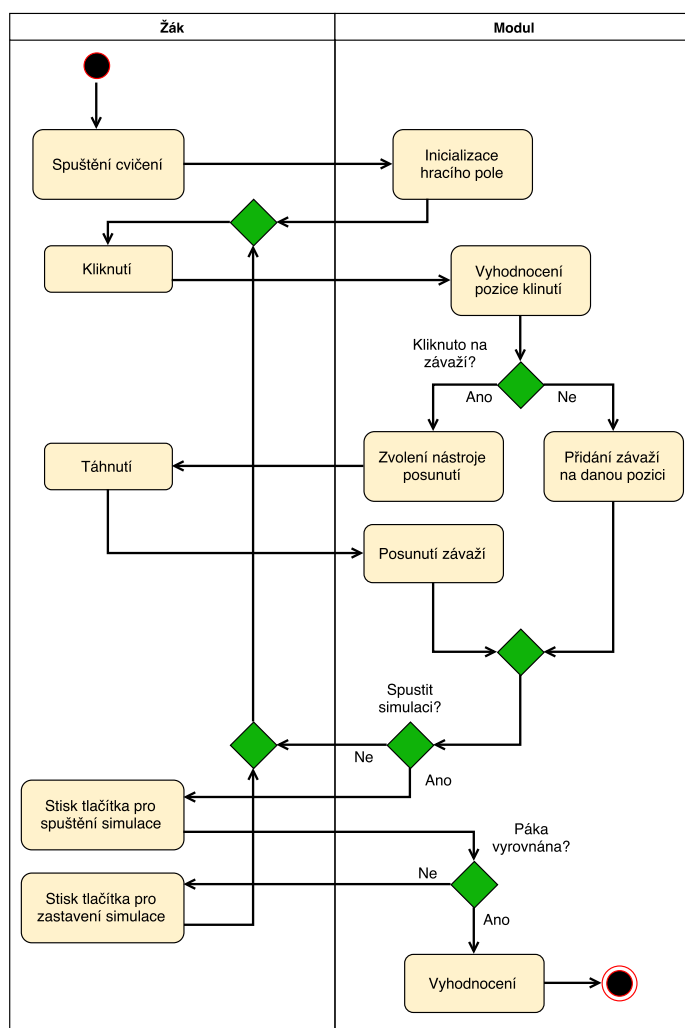 Žák
Modul
Spuštění cvičení
Inicializace
hracího pole
Kliknutí
Vyhodnocení
pozice klinutí
Kliknuto na
závaží?
Ano
Ne
Táhnutí
Zvolení nástroje
posunutí
Přidání závaží
na danou pozici
Posunutí závaží
Spustit
simulaci?
Ne
Ano
Stisk tlačítka pro
spuštění simulace
Páka
vyrovnána?
Ne
Stisk tlačítka pro
zastavení simulace
Ano
Vyhodnocení